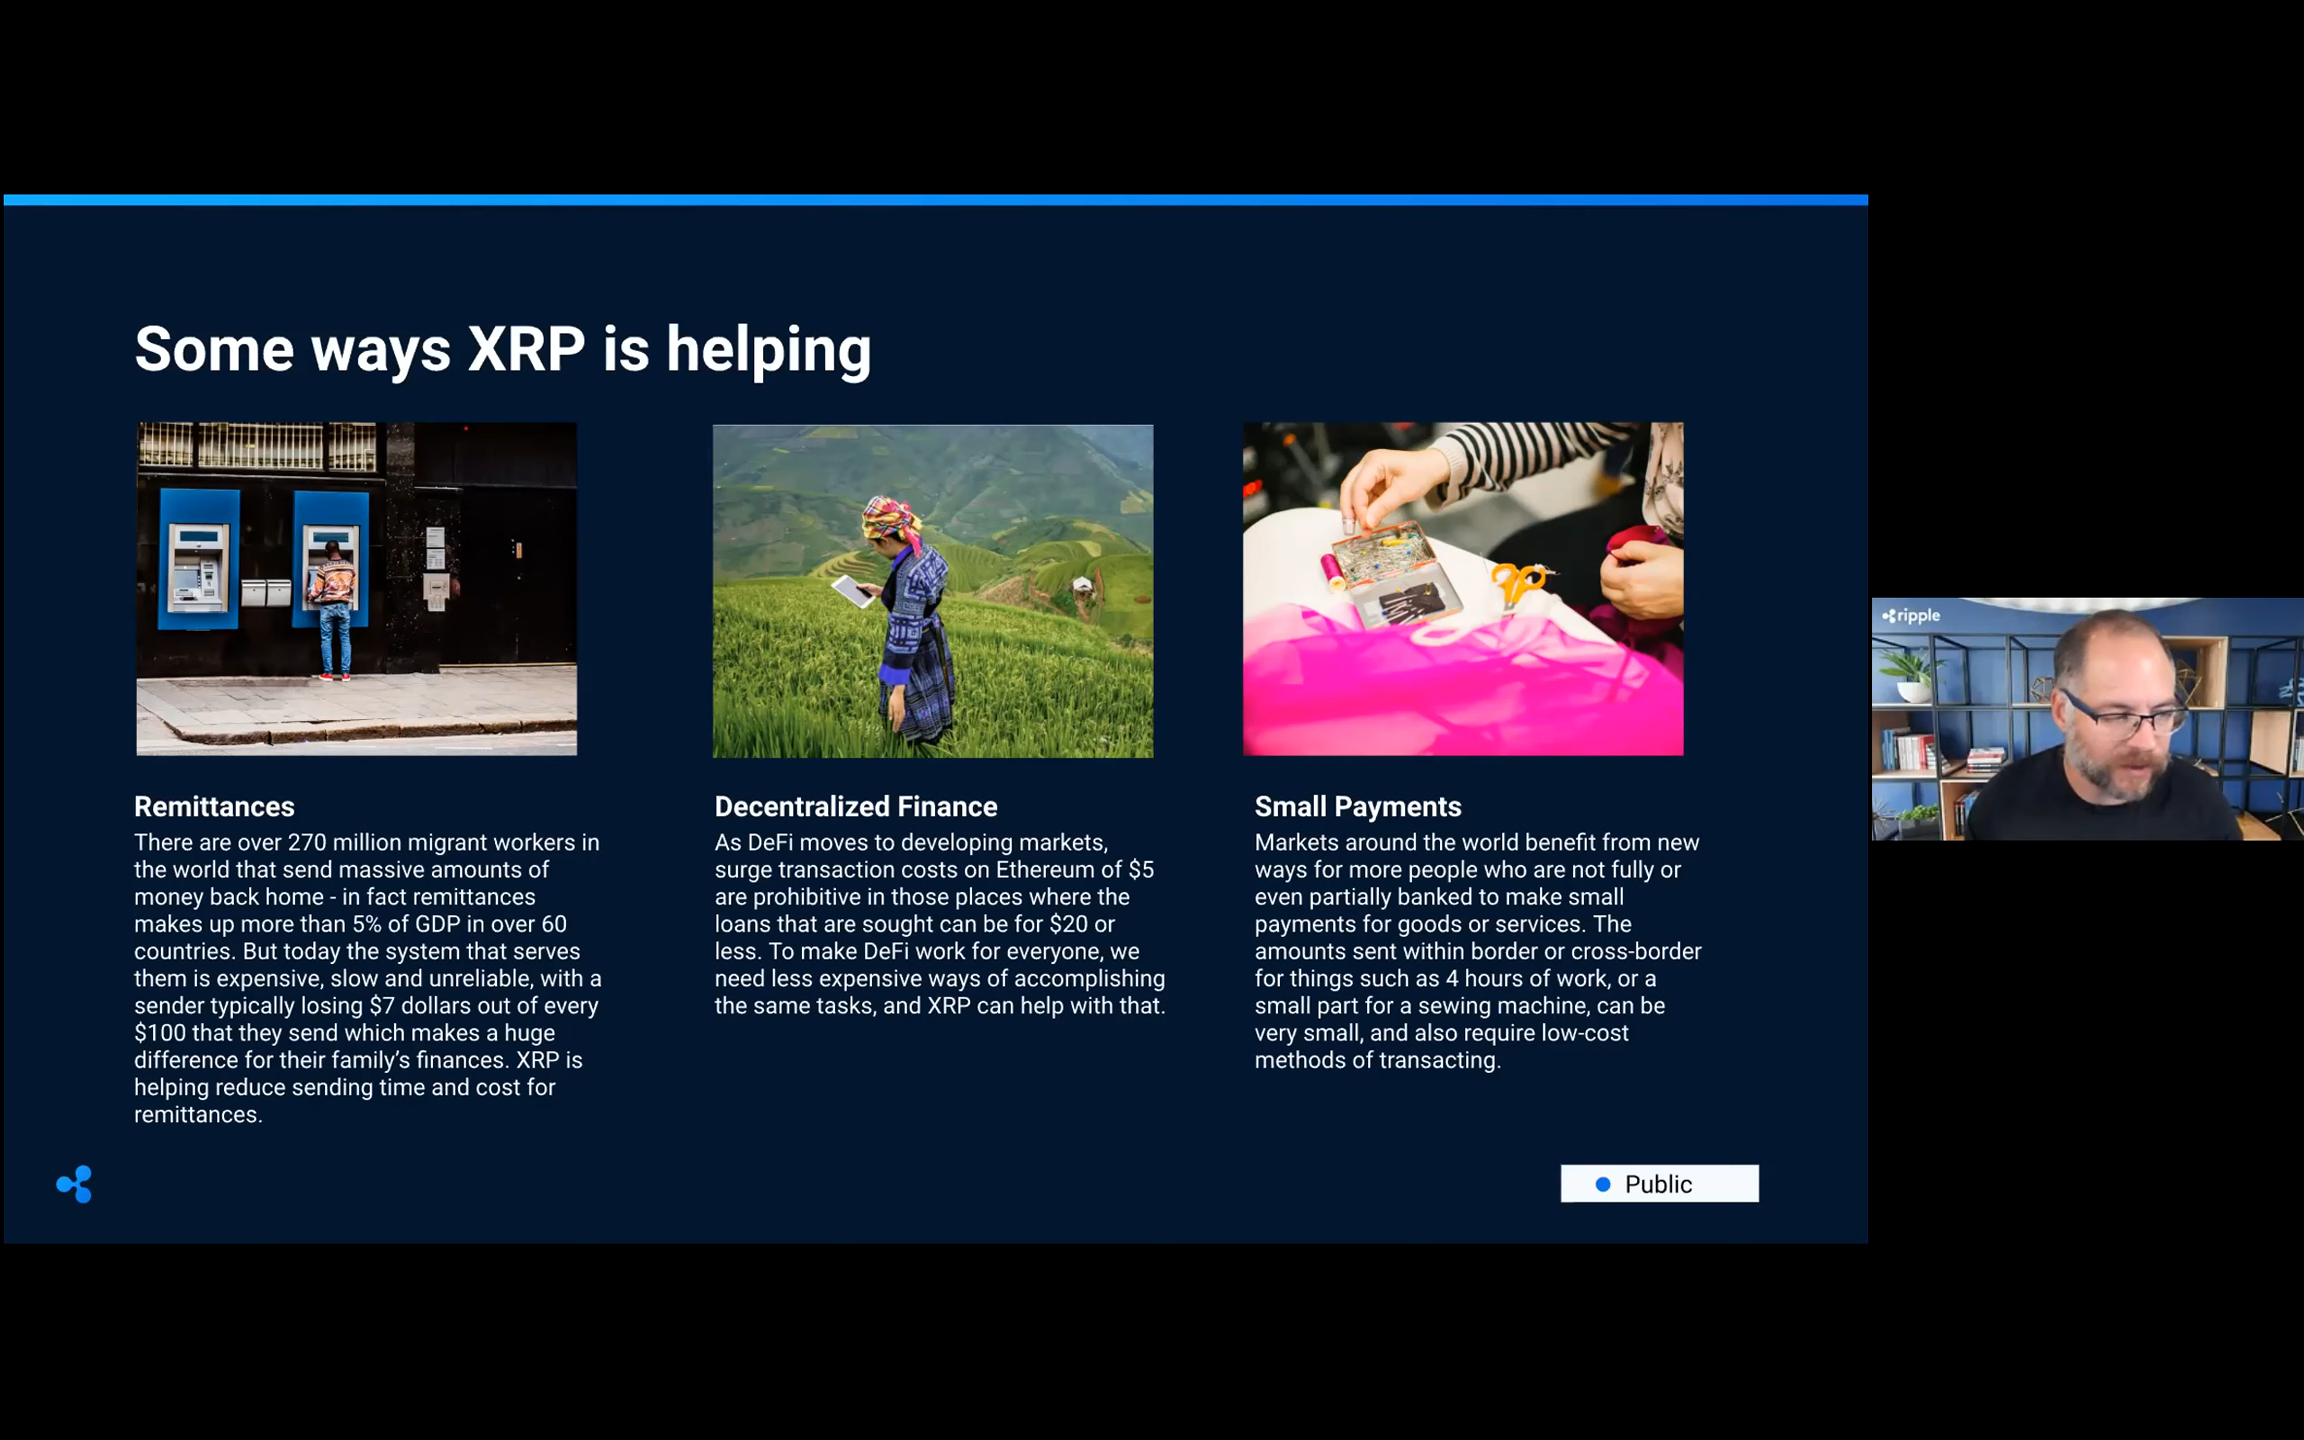 Some ways XRP is helping
Remittances
There are over 270 million migrant workers in
the world that send massive amounts of
money back home - in fact remittances
makes up more than 5% of GDP in over 60
countries. But today the system that serves
them is expensive, slow and unreliable, with a
sender typically losing $7 dollars out of every
$100 that they send which makes a huge
difference for their family’s finances. XRP is
helping reduce sending time and cost for
remittances.
Decentralized Finance
As DeFi moves to developing markets,
surge transaction costs on Ethereum of $5
are prohibitive in those places where the
loans that are sought can be for $20 or
less. To make DeFi work for everyone, we
need less expensive ways of accomplishing
the same tasks, and XRP can help with that.
Small Payments
Markets around the world benefit from new
ways for more people who are not fully or
even partially banked to make small
payments for goods or services. The
amounts sent within border or cross-border
for things such as 4 hours of work, or a
small part for a sewing machine, can be
very small, and also require low-cost
methods of transacting.
Public
ripple